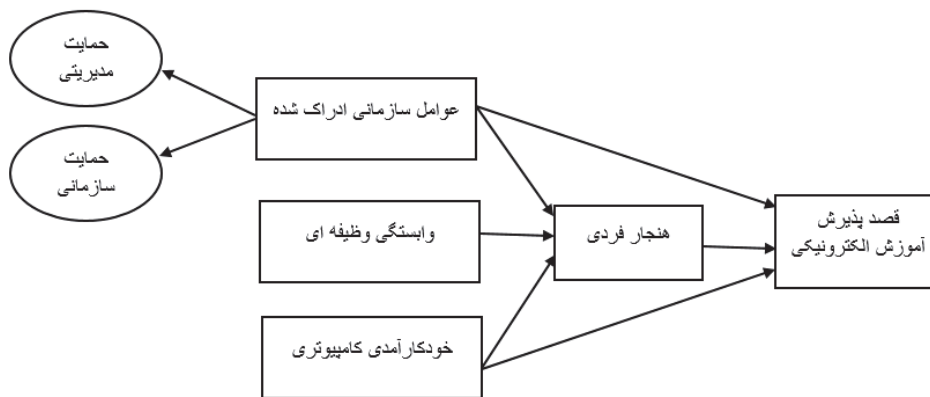 حمایت
مدیریتی
حمایت
سازمانی
عوامل سازمانی ادراک شده
وابستگی وظیفه ای
خودکارآمدی کامپیوتری
هنجار فردی
قصد پذیرش
آموزش الکترونیکی